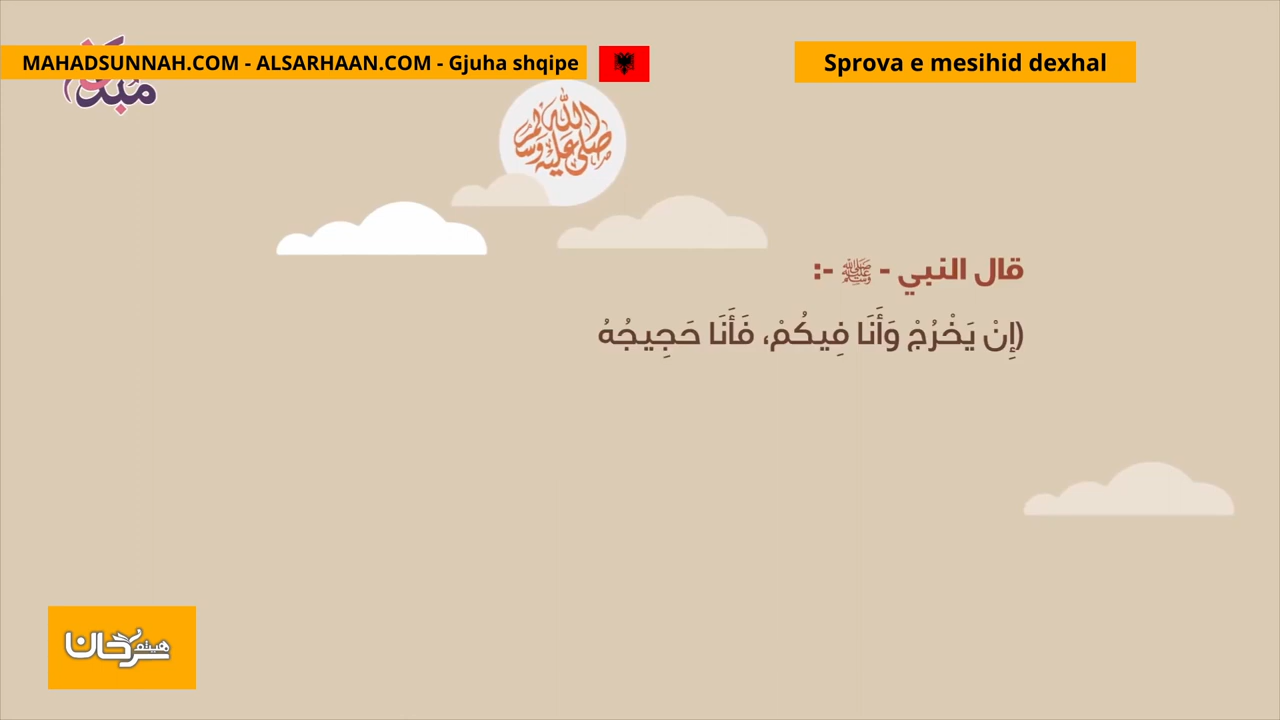 MAHADSUNNAH.COM - ALSARHAAN.COM - Gjuha shqipe
Sprova e mesihid dexhal
صلى الله عليه وسلم
قال النبي - ﷺ -:
(إِنْ يَخْرُجْ وَأَنَا فِيكُمْ، فَأَنَا حَجِيجُهُ
هيثم
سرحان